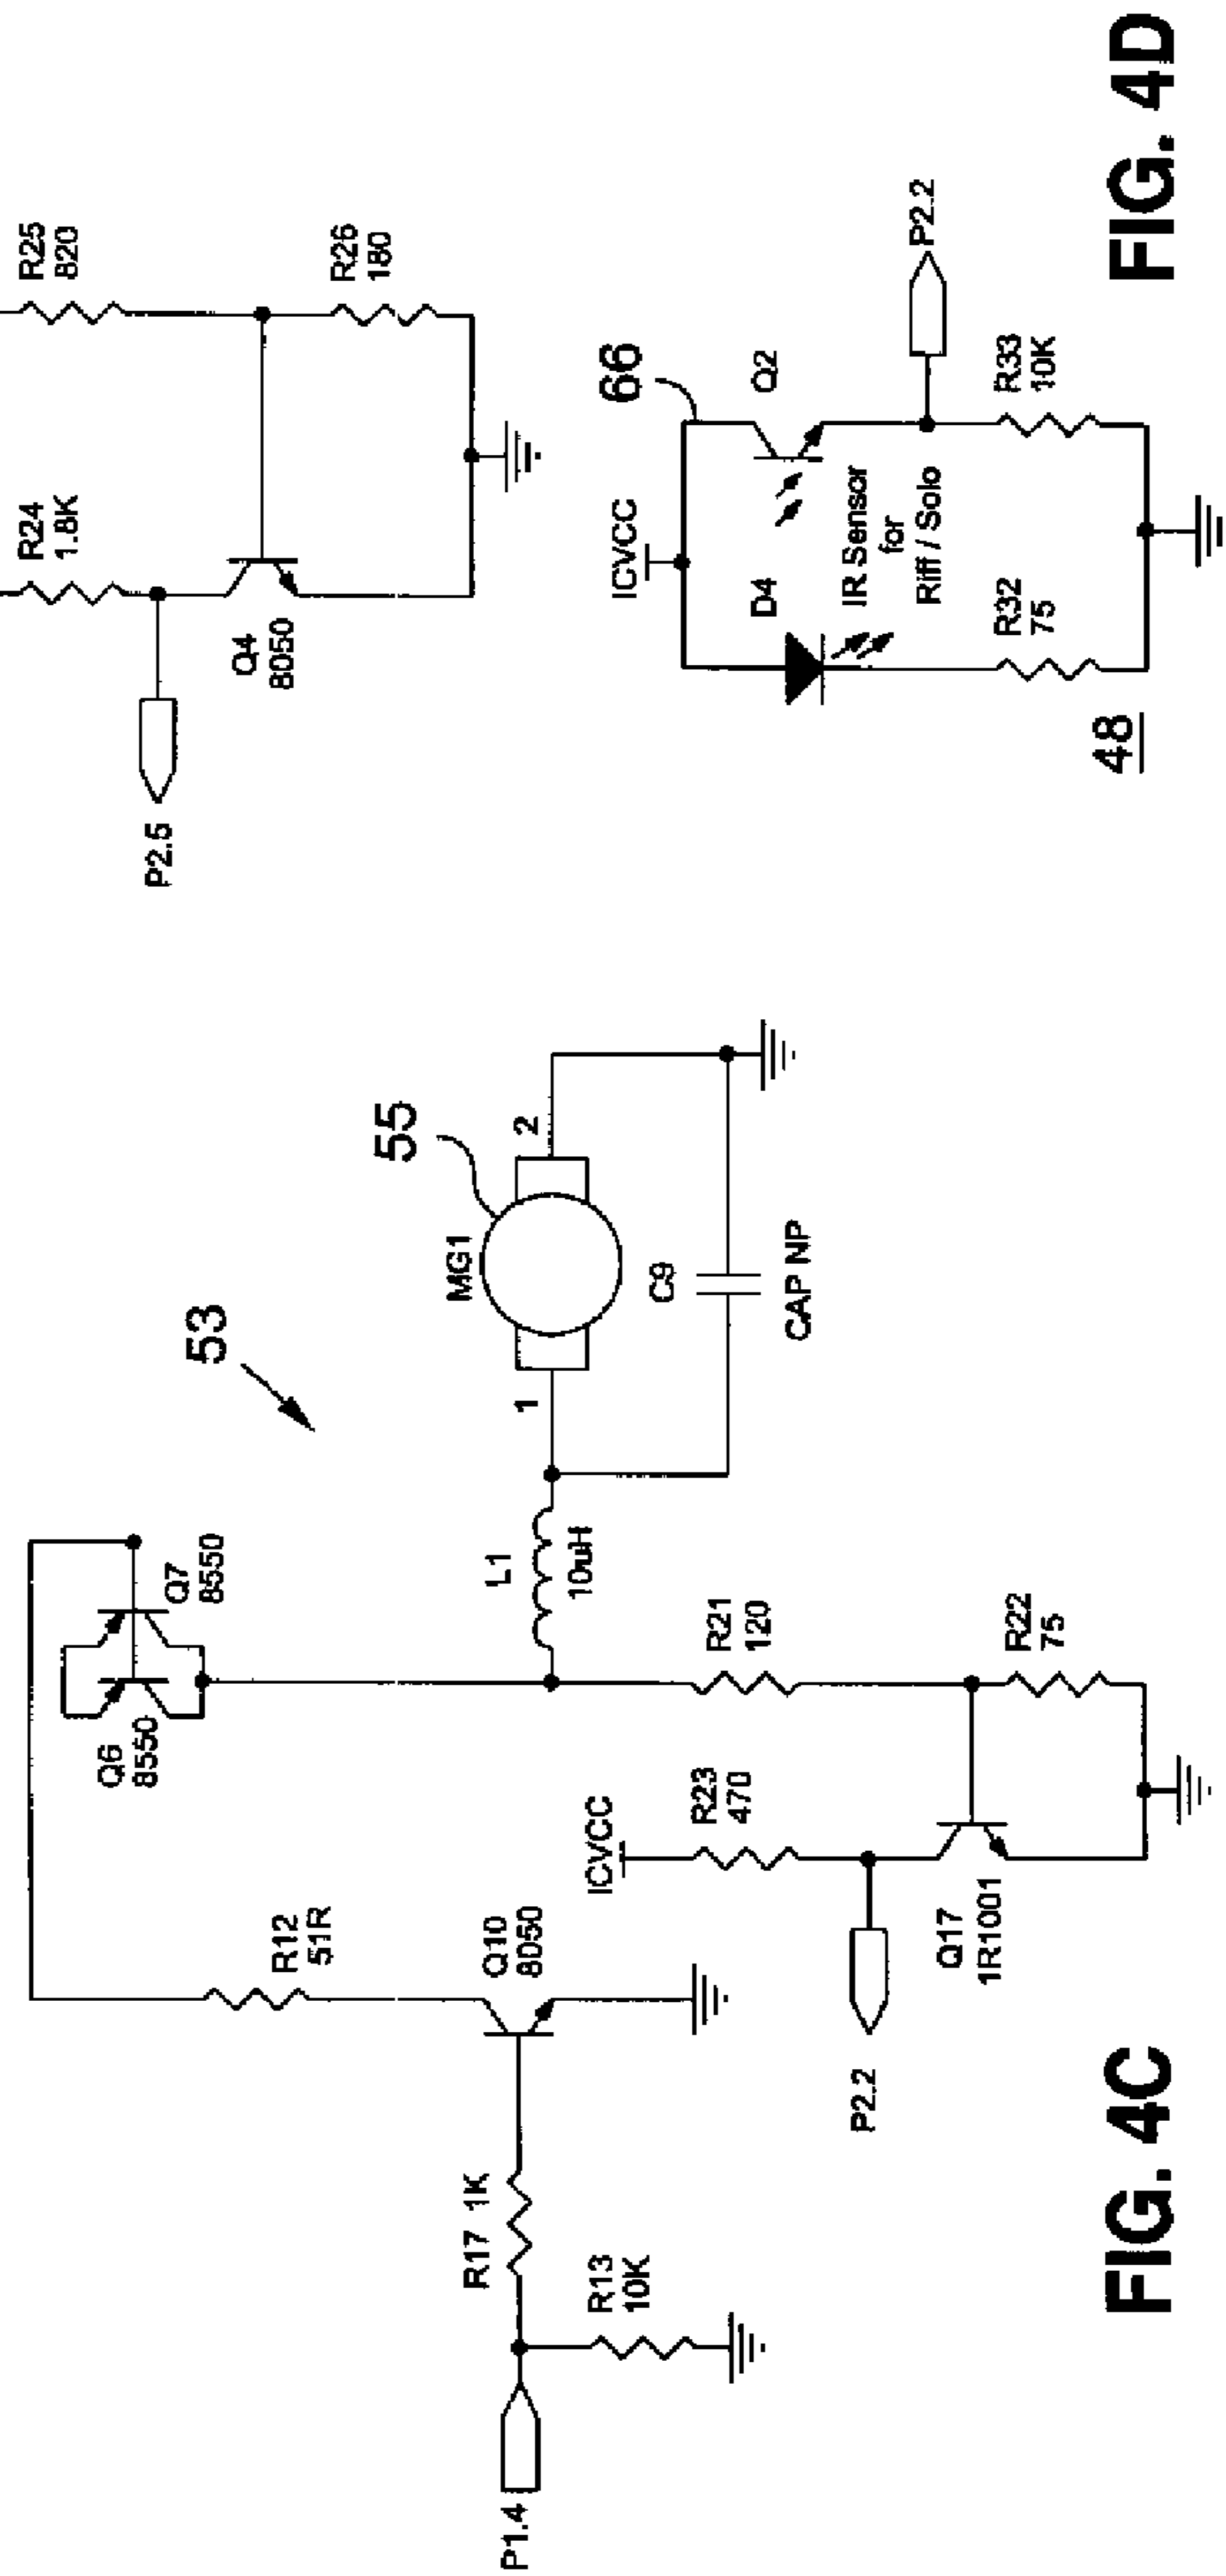 53
Q6
8550
Q7
8550
R12
51R
Q10
8050
R17 1K
P1.4
R13
10K
L1
10uH
MG1
55
1
2
C9
CAP NP
ICVCC
R23
470
R21
120
P2.2
Q17
1R1001
R22
75
FIG. 4C
R24
1.8K
R25
820
P2.5
Q4
8050
R26
180
ICVCC
66
D4
Q2
IR Sensor
for
Riff / Solo
P2.2
R32
75
R33
10K
48
FIG. 4D